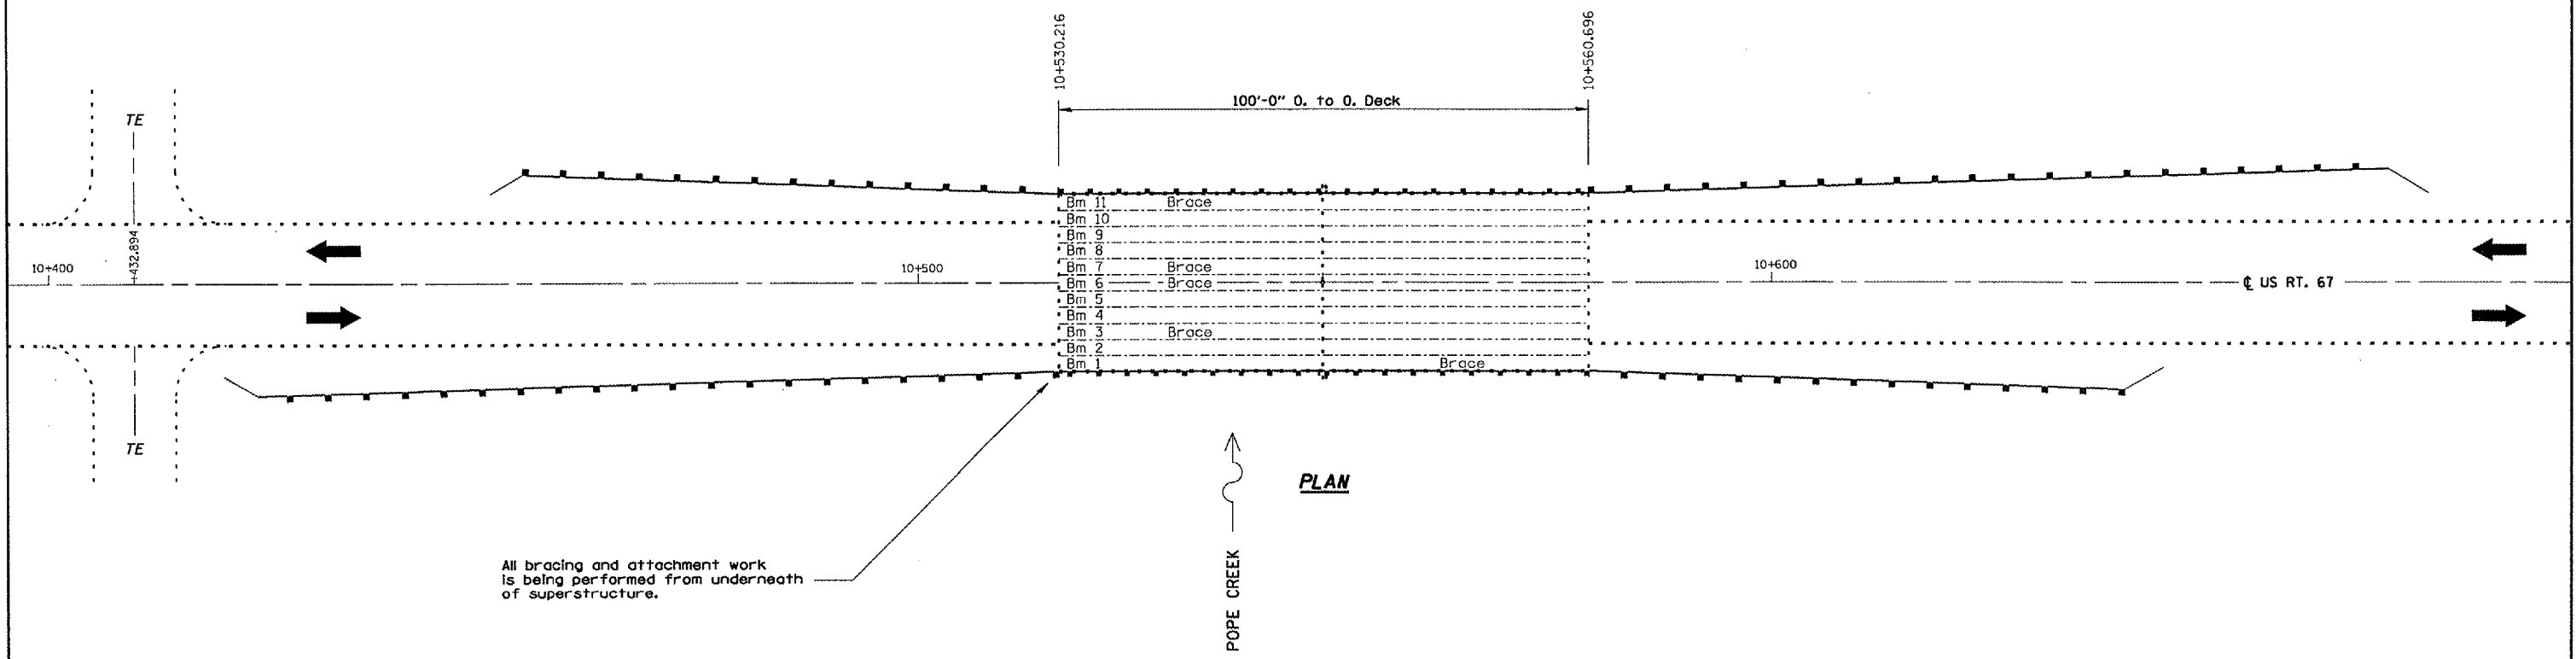 10+530.216
10+560.696
100'-0" O. to O. Deck
TE
Bm 11 Brace
Bm 10
Bm 9
Bm 8
Bm 7 Brace
Bm 6 Brace
Bm 5
Bm 4
Bm 3 Brace
Bm 2
Bm 1 Brace
10+400
+432.894
10+500
10+600
℄ US RT. 67
TE
PLAN
POPE CREEK
All bracing and attachment work
is being performed from underneath
of superstructure.